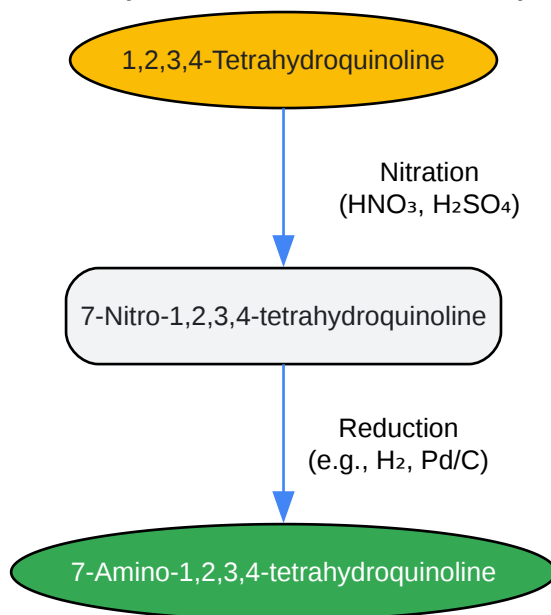 1,2,3,4-Tetrahydroquinoline
Nitration
(HNO₃, H₂SO₄)
7-Nitro-1,2,3,4-tetrahydroquinoline
Reduction
(e.g., H₂, Pd/C)
7-Amino-1,2,3,4-tetrahydroquinoline